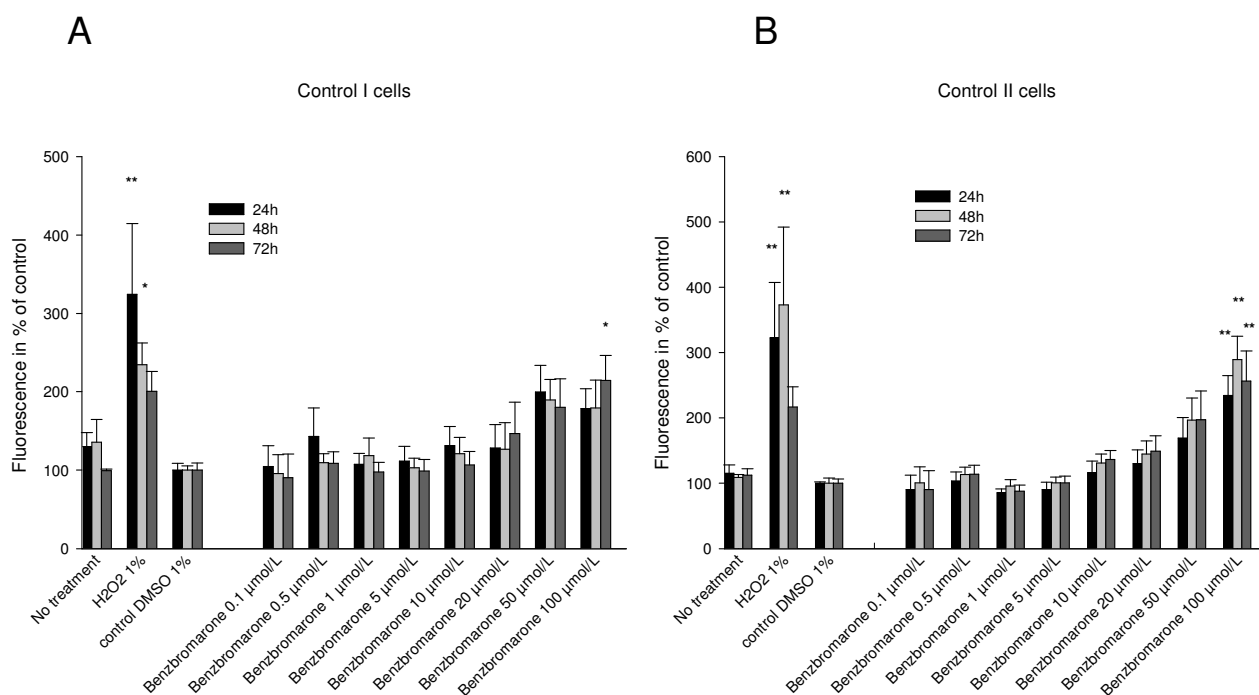 A
Control I cells
Fluorescence in % of control
500
400
300
200
100
0
**
*
*
24h
48h
72h
No treatment
H2O2 1%
control DMSO 1%
Benzbromarone 0.1 µmol/L
Benzbromarone 0.5 µmol/L
Benzbromarone 1 µmol/L
Benzbromarone 5 µmol/L
Benzbromarone 10 µmol/L
Benzbromarone 20 µmol/L
Benzbromarone 50 µmol/L
Benzbromarone 100 µmol/L
B
Control II cells
Fluorescence in % of control
600
500
400
300
200
100
0
**
**
**
**
**
24h
48h
72h
No treatment
H2O2 1%
control DMSO 1%
Benzbromarone 0.1 µmol/L
Benzbromarone 0.5 µmol/L
Benzbromarone 1 µmol/L
Benzbromarone 5 µmol/L
Benzbromarone 10 µmol/L
Benzbromarone 20 µmol/L
Benzbromarone 50 µmol/L
Benzbromarone 100 µmol/L